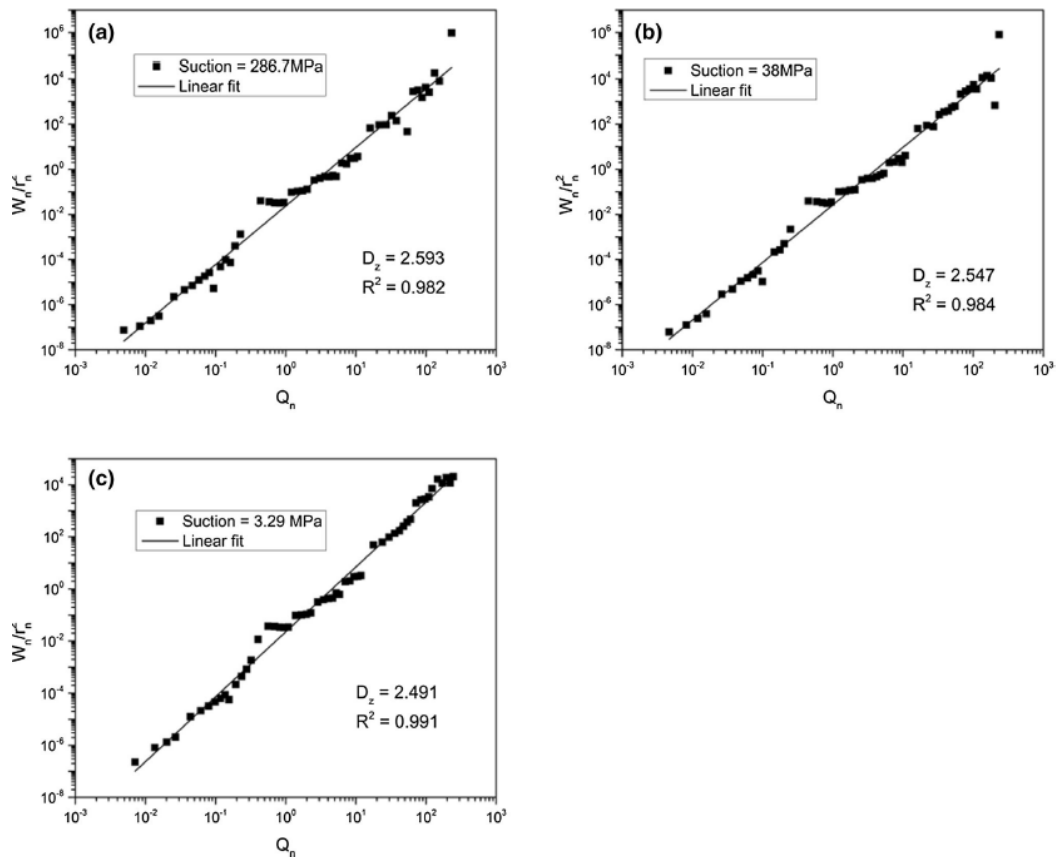 (a)
Suction = 286.7MPa
Linear fit
D_z = 2.593
R^2 = 0.982
W_n/r_n^2
10^6
10^4
10^2
10^0
10^-2
10^-4
10^-6
10^-8
10^-3 10^-2 10^-1 10^0 10^1 10^2 10^3
Q_n
(b)
Suction = 38MPa
Linear fit
D_z = 2.547
R^2 = 0.984
W_n/r_n^2
10^6
10^4
10^2
10^0
10^-2
10^-4
10^-6
10^-8
10^-3 10^-2 10^-1 10^0 10^1 10^2 10^3
Q_n
(c)
Suction = 3.29 MPa
Linear fit
D_z = 2.491
R^2 = 0.991
W_n/r_n^2
10^4
10^2
10^0
10^-2
10^-4
10^-6
10^-8
10^-3 10^-2 10^-1 10^0 10^1 10^2 10^3
Q_n